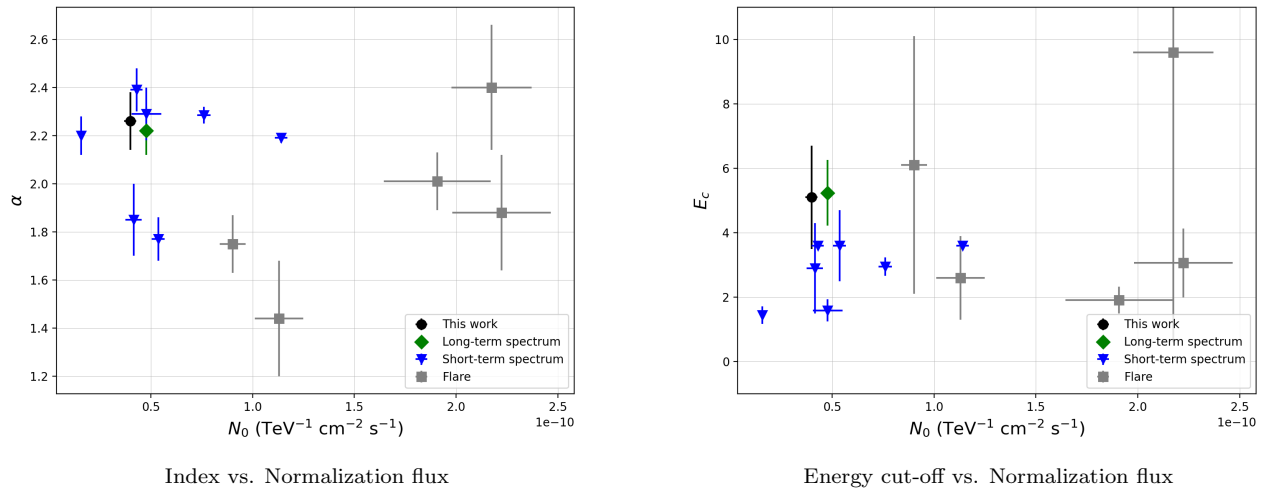 2.6
2.4
2.2
2.0
1.8
1.6
1.4
1.2
α
0.5 1.0 1.5 2.0 2.5
1e−10
N₀ (TeV⁻¹ cm⁻² s⁻¹)
This work
Long-term spectrum
Short-term spectrum
Flare
Index vs. Normalization flux
10
8
6
4
2
0
E_c
0.5 1.0 1.5 2.0 2.5
1e−10
N₀ (TeV⁻¹ cm⁻² s⁻¹)
This work
Long-term spectrum
Short-term spectrum
Flare
Energy cut-off vs. Normalization flux